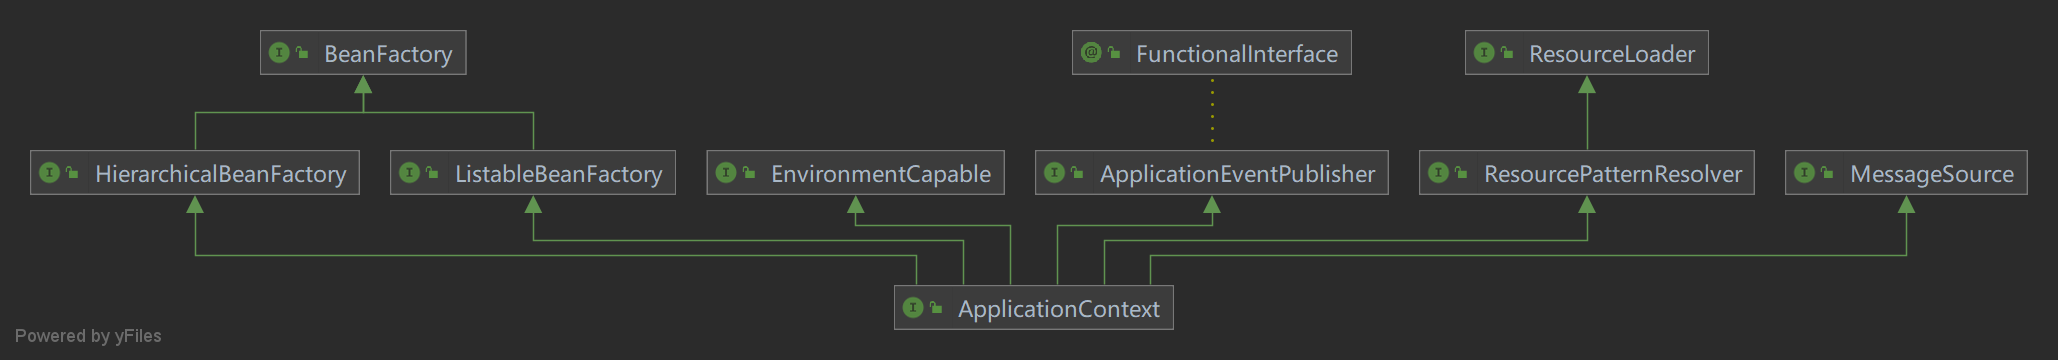 BeanFactory
FunctionalInterface
ResourceLoader
HierarchicalBeanFactory
ListableBeanFactory
EnvironmentCapable
ApplicationEventPublisher
ResourcePatternResolver
MessageSource
ApplicationContext
Powered by yFiles